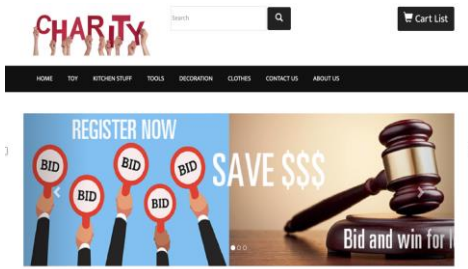 CHARITY
Search
Cart List
HOME TOY KITCHEN STUFF TOOLS DECORATION CLOTHES CONTACT US ABOUT US
REGISTER NOW
BID BID BID BID BID
SAVE $$$
Bid and win for l